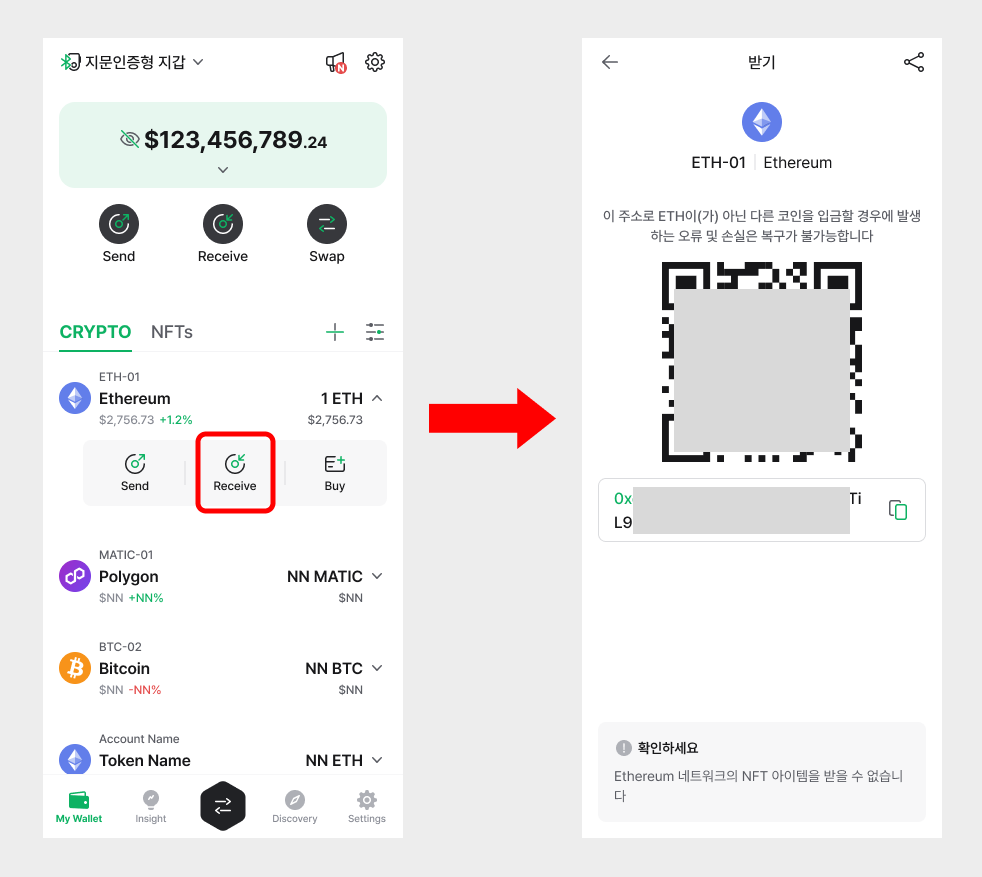 지문인증형 지갑
N
$123,456,789.24
Send
Receive
Swap
CRYPTO
NFTs
ETH-01
Ethereum
1 ETH
$2,756.73 +1.2%
$2,756.73
Send
Receive
Buy
MATIC-01
Polygon
NN MATIC
$NN +NN%
$NN
BTC-02
Bitcoin
NN BTC
$NN -NN%
$NN
Account Name
Token Name
NN ETH
My Wallet
Insight
Discovery
Settings
받기
ETH-01 Ethereum
이 주소로 ETH이(가) 아닌 다른 코인을 입금할 경우에 발생
하는 오류 및 손실은 복구가 불가능합니다
0x Ti
L9
확인하세요
Ethereum 네트워크의 NFT 아이템을 받을 수 없습니
다